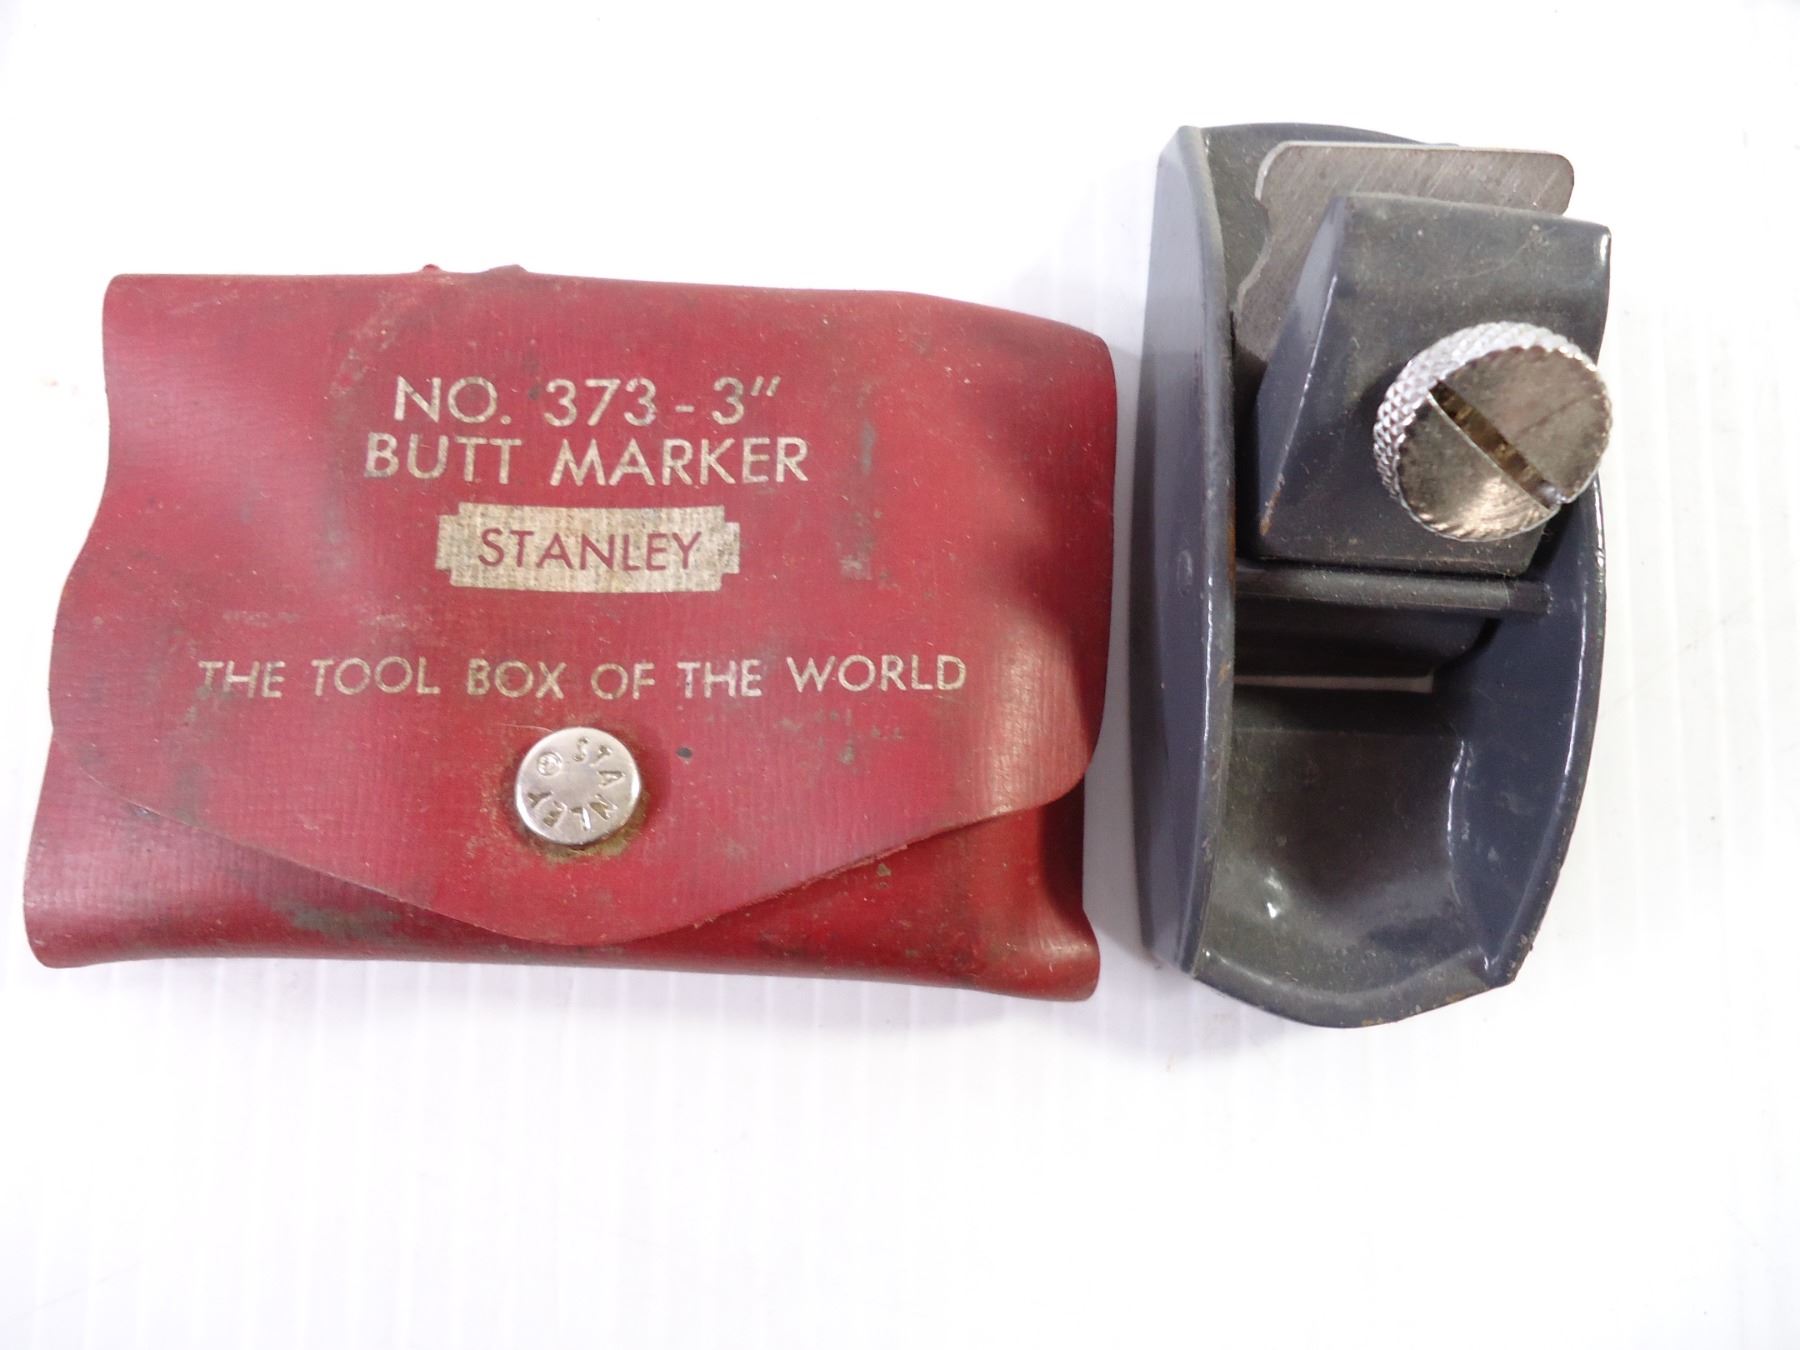 NO. 373-3"
BUTT MARKER
STANLEY
THE TOOL BOX OF THE WORLD
STANLEY ®